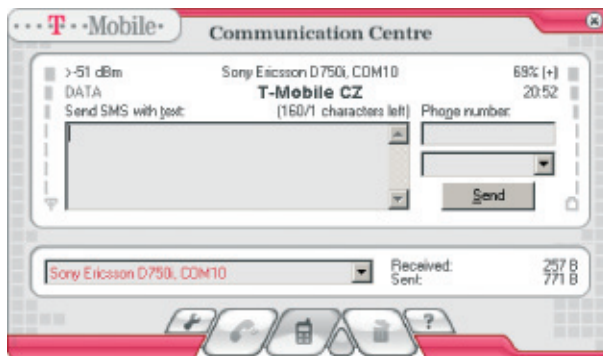 ···T··Mobile·
Communication Centre
>-51 dBm
Sony Ericsson D750i, COM10
69% [+]
DATA
T-Mobile CZ
20:52
Send SMS with text:
(160/1 characters left)
Phone number:
Send
Sony Ericsson D750i, COM10
Received: 257 B
Sent: 771 B
?